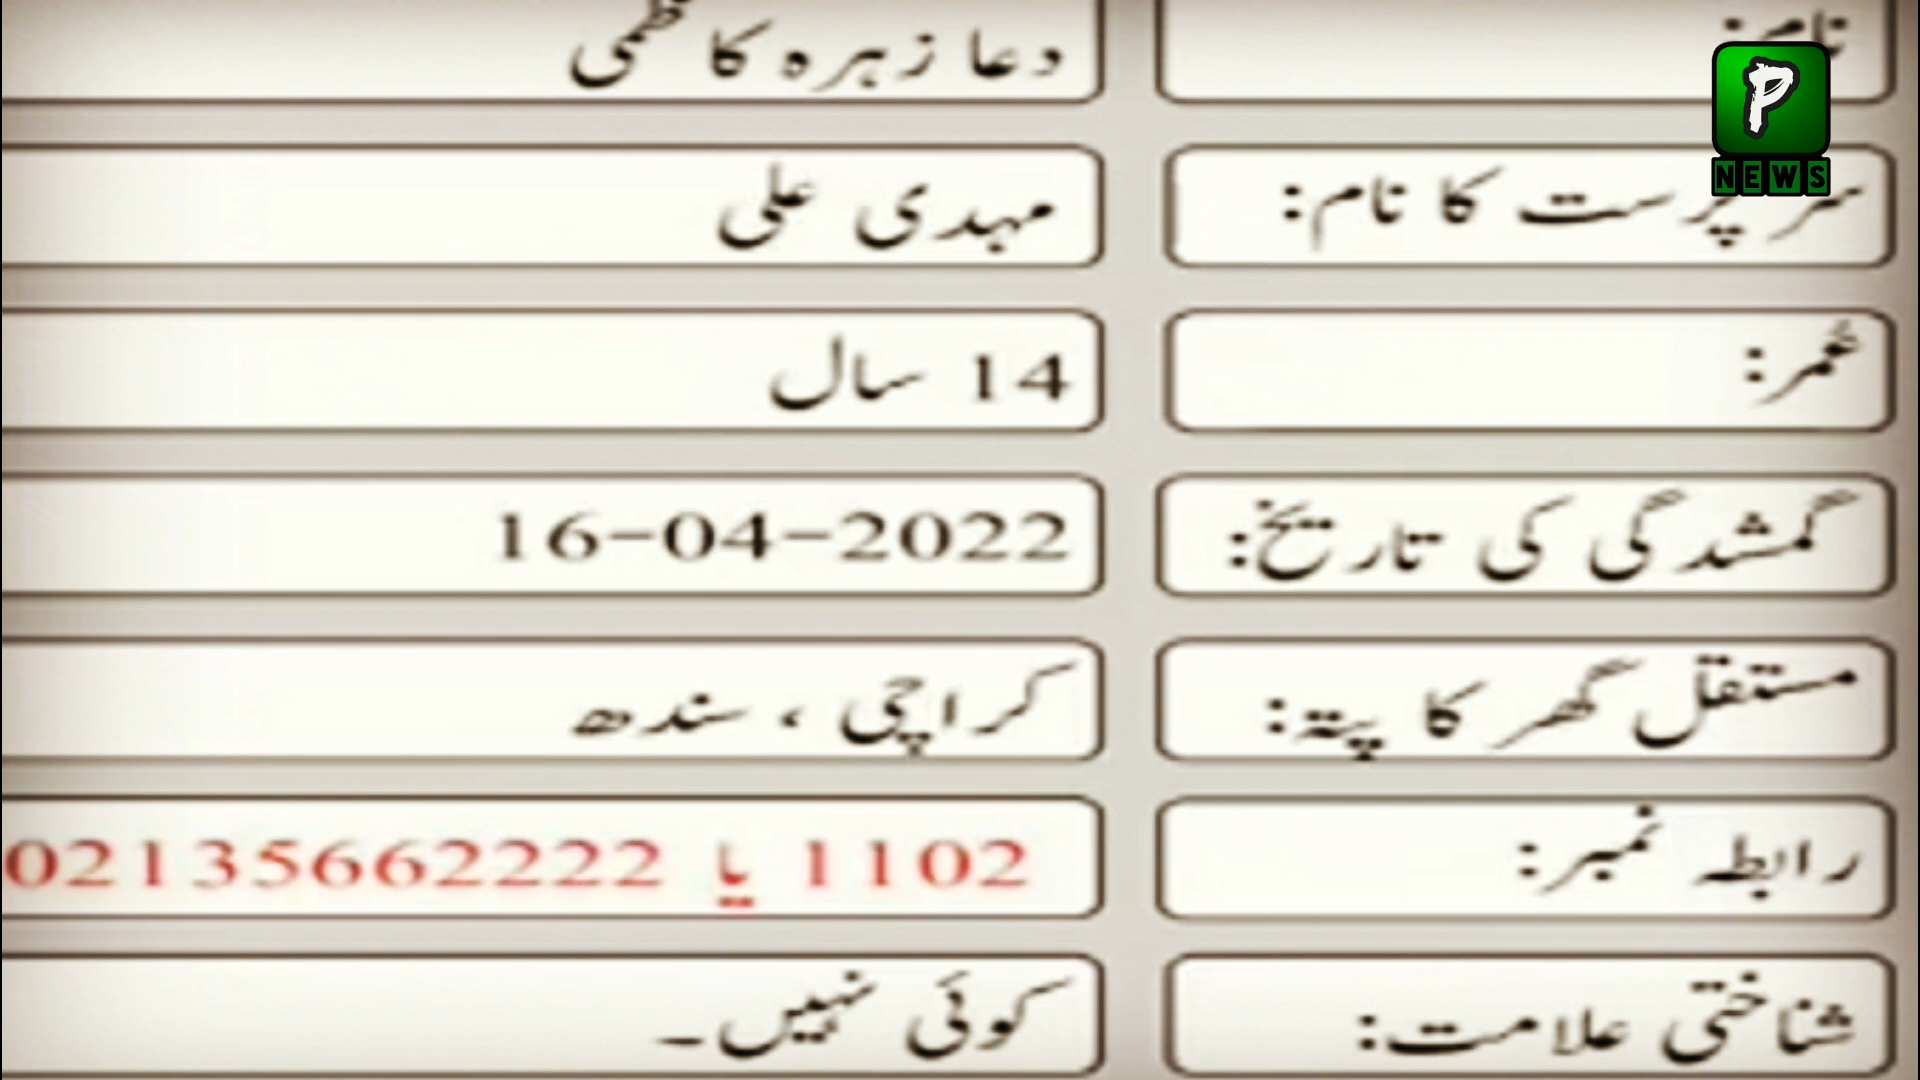 نام: دعا زہرہ کاظمی
P
NEWS
سرپرست کا نام: مہدی علی
عُمر: 14 سال
گمشدگی کی تاریخ: 16-04-2022
مستقل گھر کا پتہ: کراچی ، سندھ
رابطہ نمبر: 1102 یا 02135662222
شناختی علامت: کوئی نہیں۔